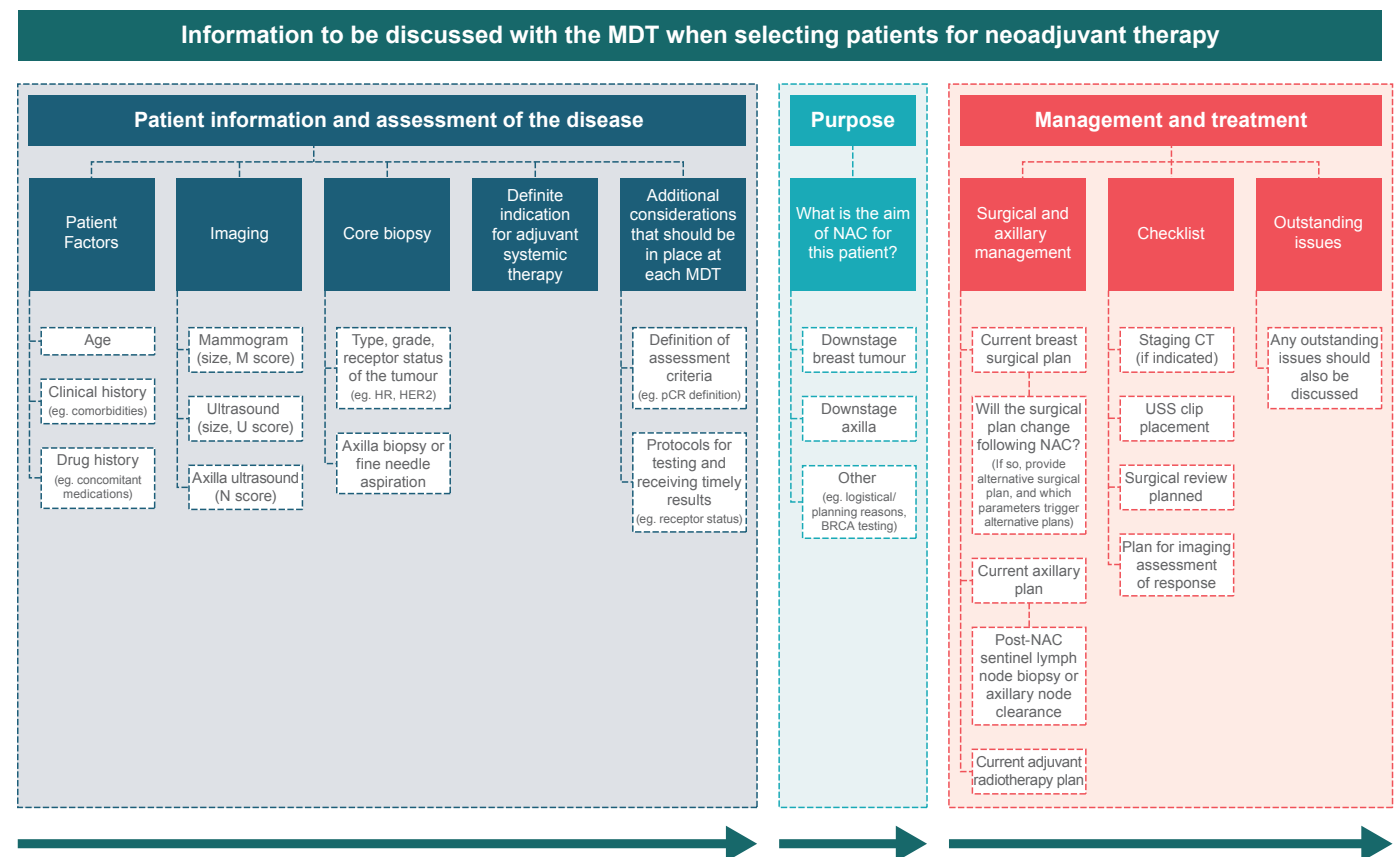 Information to be discussed with the MDT when selecting patients for neoadjuvant therapy
Patient information and assessment of the disease
Patient
Factors
Age
Clinical history
(eg. comorbidities)
Drug history
(eg. concomitant
medications)
Imaging
Mammogram
(size, M score)
Ultrasound
(size, U score)
Axilla ultrasound
(N score)
Core biopsy
Type, grade,
receptor status
of the tumour
(eg. HR, HER2)
Axilla biopsy or
fine needle
aspiration
Definite
indication
for adjuvant
systemic
therapy
Additional
considerations
that should be
in place at
each MDT
Definition of
assessment
criteria
(eg. pCR definition)
Protocols for
testing and
receiving timely
results
(eg. receptor status)
Purpose
What is the aim
of NAC for
this patient?
Downstage
breast tumour
Downstage
axilla
Other
(eg. logistical/
planning reasons,
BRCA testing)
Management and treatment
Surgical and
axillary
management
Current breast
surgical plan
Will the surgical
plan change
following NAC?
(If so, provide
alternative surgical
plan, and which
parameters trigger
alternative plans)
Current axillary
plan
Post-NAC
sentinel lymph
node biopsy or
axillary node
clearance
Current adjuvant
radiotherapy plan
Checklist
Staging CT
(if indicated)
USS clip
placement
Surgical review
planned
Plan for imaging
assessment
of response
Outstanding
issues
Any outstanding
issues should
also be
discussed